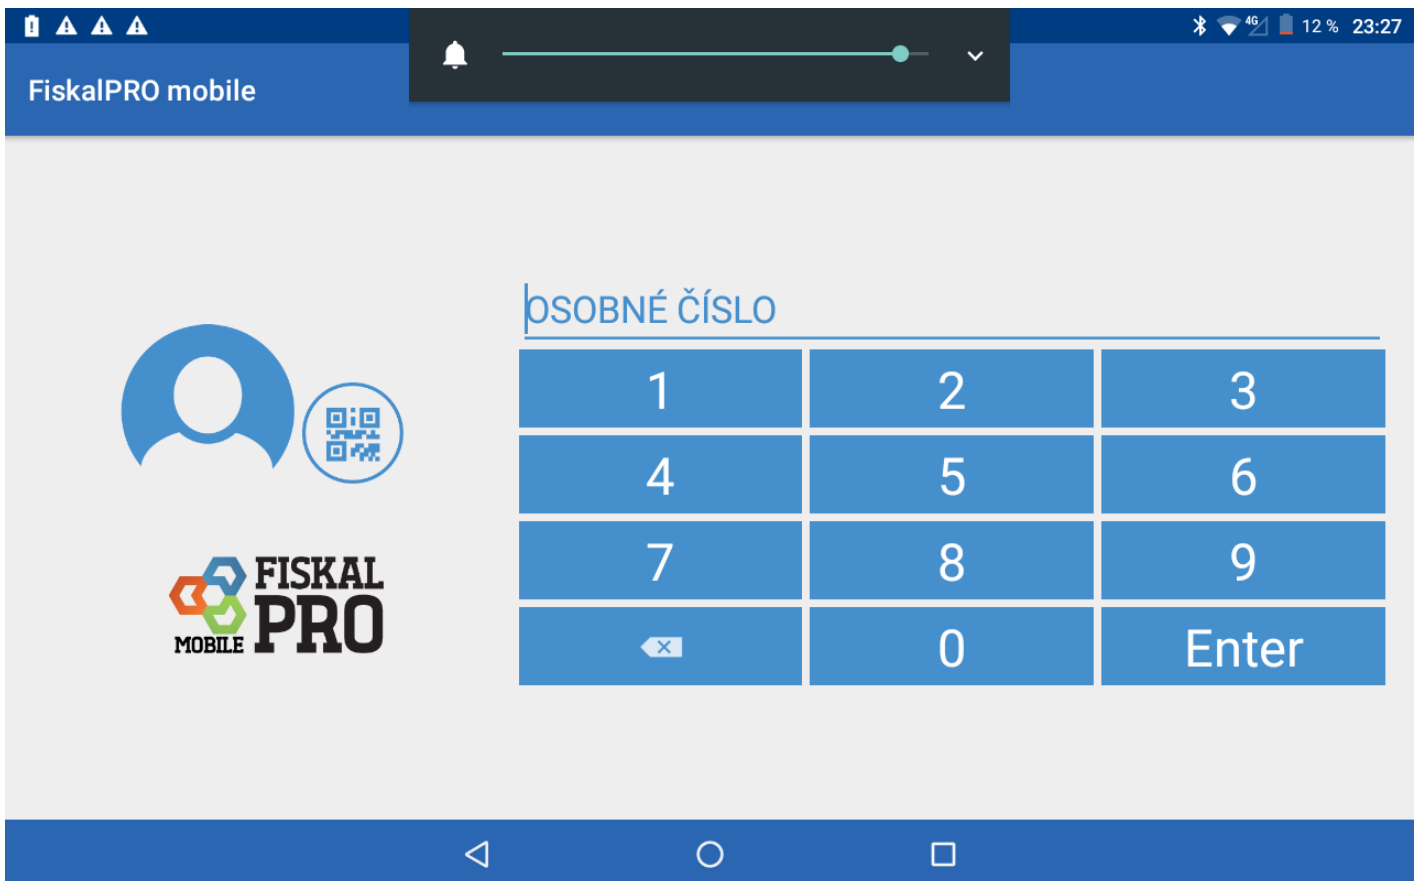 4G 12 % 23:27
FiskalPRO mobile
OSOBNÉ ČÍSLO
1 2 3
4 5 6
7 8 9
0 Enter
FISKAL
PRO
MOBILE